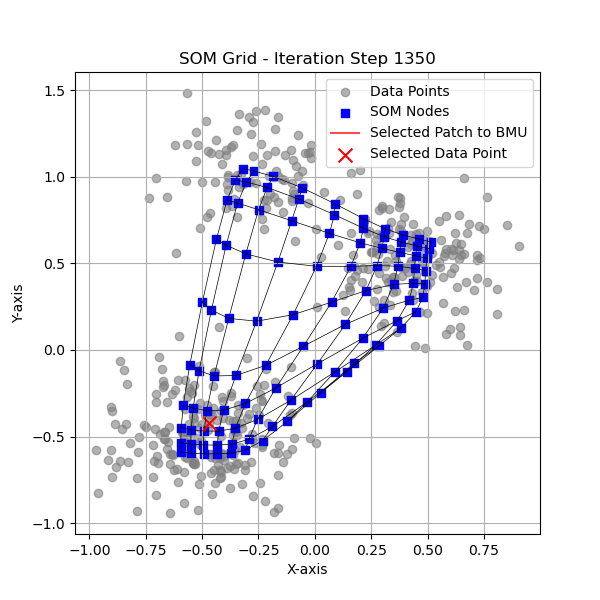 SOM Grid - Iteration Step 1350
Data Points
SOM Nodes
Selected Patch to BMU
Selected Data Point
Y-axis
1.5
1.0
0.5
0.0
−0.5
−1.0
−1.00 −0.75 −0.50 −0.25 0.00 0.25 0.50 0.75
X-axis